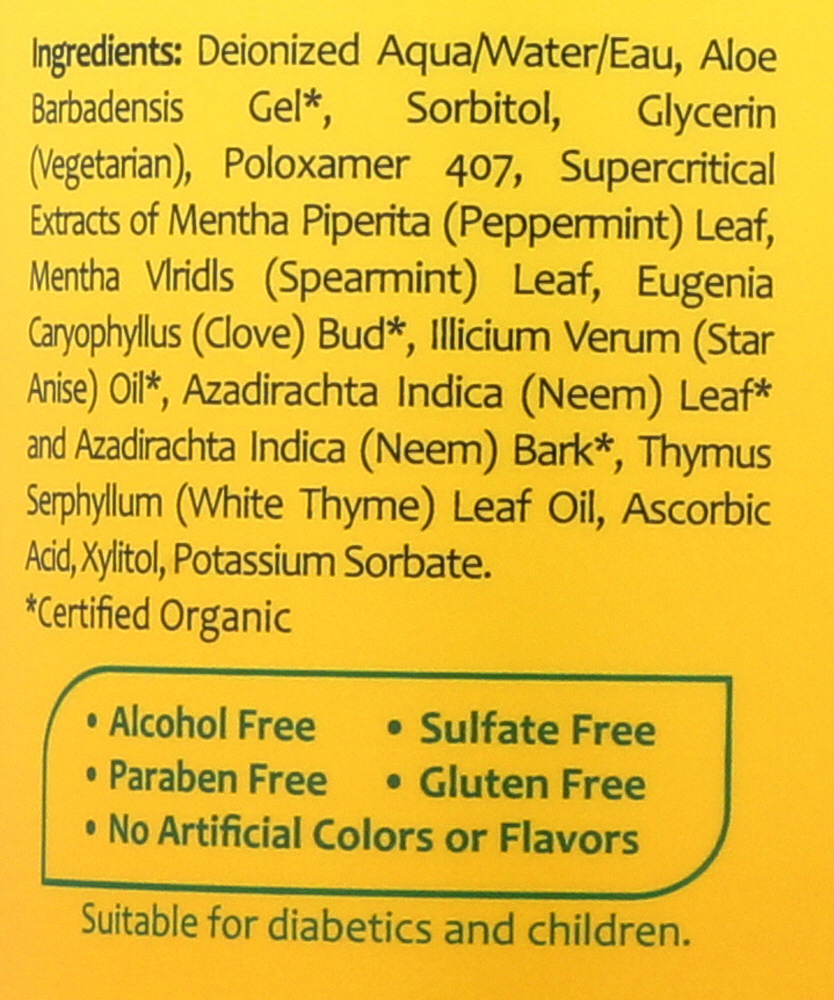 Ingredients: Deionized Aqua/Water/Eau, Aloe
Barbadensis Gel*, Sorbitol, Glycerin
(Vegetarian), Poloxamer 407, Supercritical
Extracts of Mentha Piperita (Peppermint) Leaf,
Mentha VIridIs (Spearmint) Leaf, Eugenia
Caryophyllus (Clove) Bud*, Illicium Verum (Star
Anise) Oil*, Azadirachta Indica (Neem) Leaf*
and Azadirachta Indica (Neem) Bark*, Thymus
Serphyllum (White Thyme) Leaf Oil, Ascorbic
Acid, Xylitol, Potassium Sorbate.
*Certified Organic
• Alcohol Free • Sulfate Free
• Paraben Free • Gluten Free
• No Artificial Colors or Flavors
Suitable for diabetics and children.